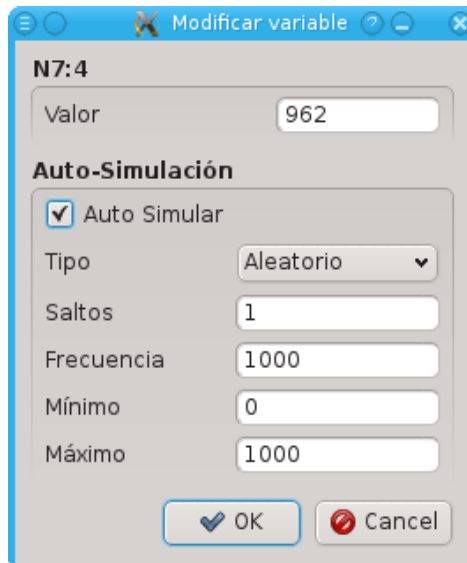 Modificar variable
N7:4
Valor 962
Auto-Simulación
Auto Simular
Tipo Aleatorio
Saltos 1
Frecuencia 1000
Mínimo 0
Máximo 1000
OK Cancel